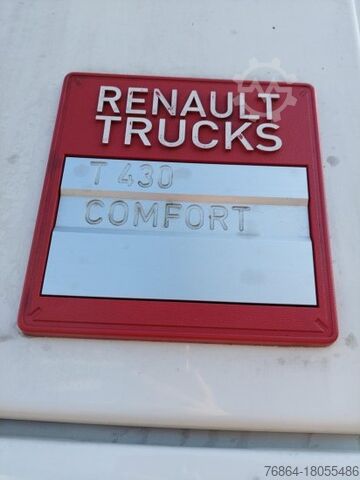 RENAULT
TRUCKS
T 430
COMFORT
76864-18055486